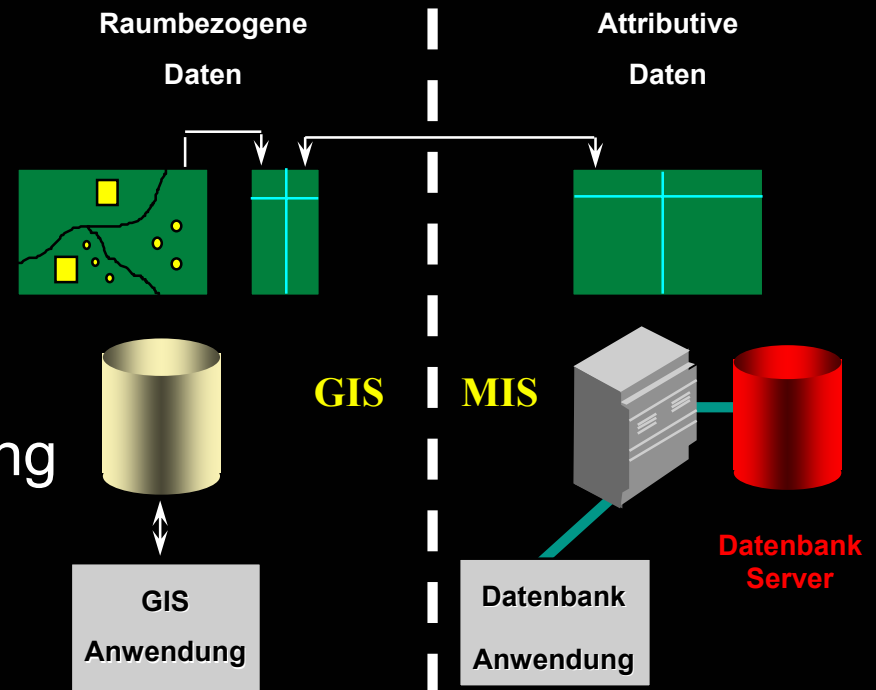 Raumbezogene
Daten
Attributive
Daten
GIS
MIS
ng
Datenbank
Server
GIS
Anwendung
Datenbank
Anwendung